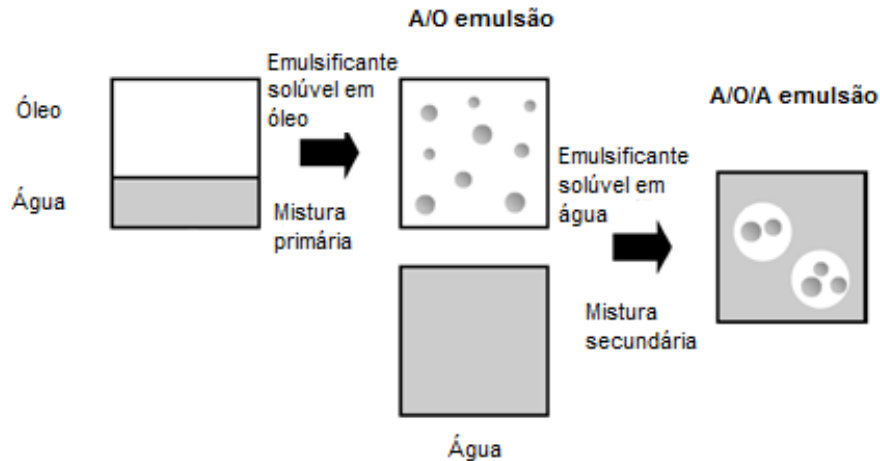 A/O emulsão
Emulsificante
solúvel em
óleo
Óleo
Água
Mistura
primária
A/O/A emulsão
Emulsificante
solúvel em
água
Mistura
secundária
Água